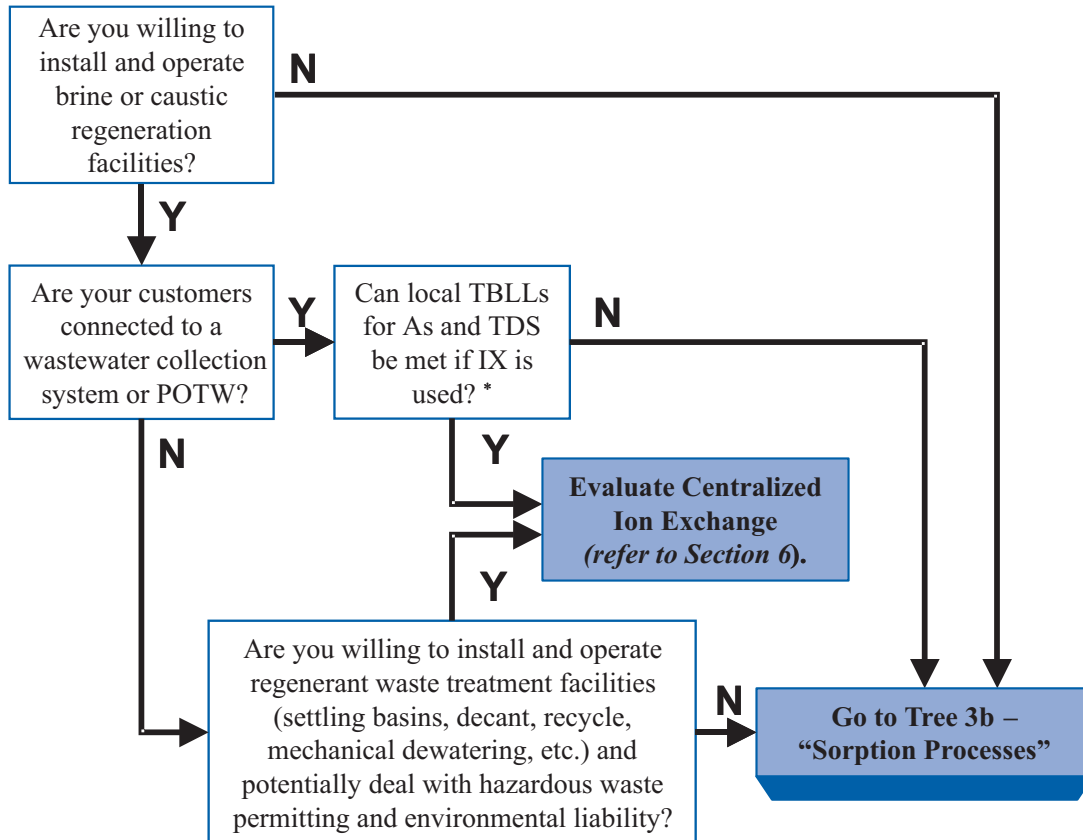 Are you willing to
install and operate
brine or caustic
regeneration
facilities?
N
Y
Are your customers
connected to a
wastewater collection
system or POTW?
Y
Can local TBLLs
for As and TDS
be met if IX is
used? *
N
N
Y
Evaluate Centralized
Ion Exchange
(refer to Section 6).
Y
Are you willing to install and operate
regenerant waste treatment facilities
(settling basins, decant, recycle,
mechanical dewatering, etc.) and
potentially deal with hazardous waste
permitting and environmental liability?
N
Go to Tree 3b –
“Sorption Processes”